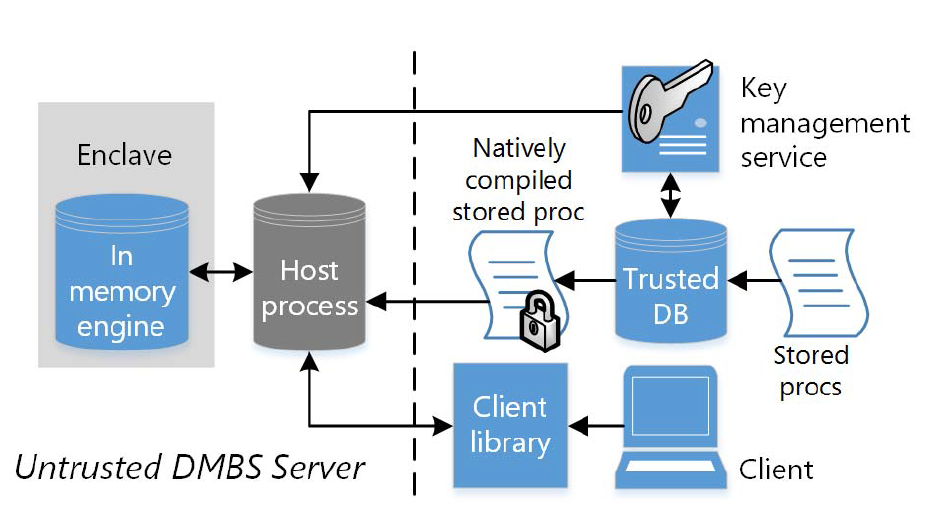 Enclave
In
memory
engine
Host
process
Natively
compiled
stored proc
Key
management
service
Trusted
DB
Stored
procs
Client
library
Client
Untrusted DMBS Server